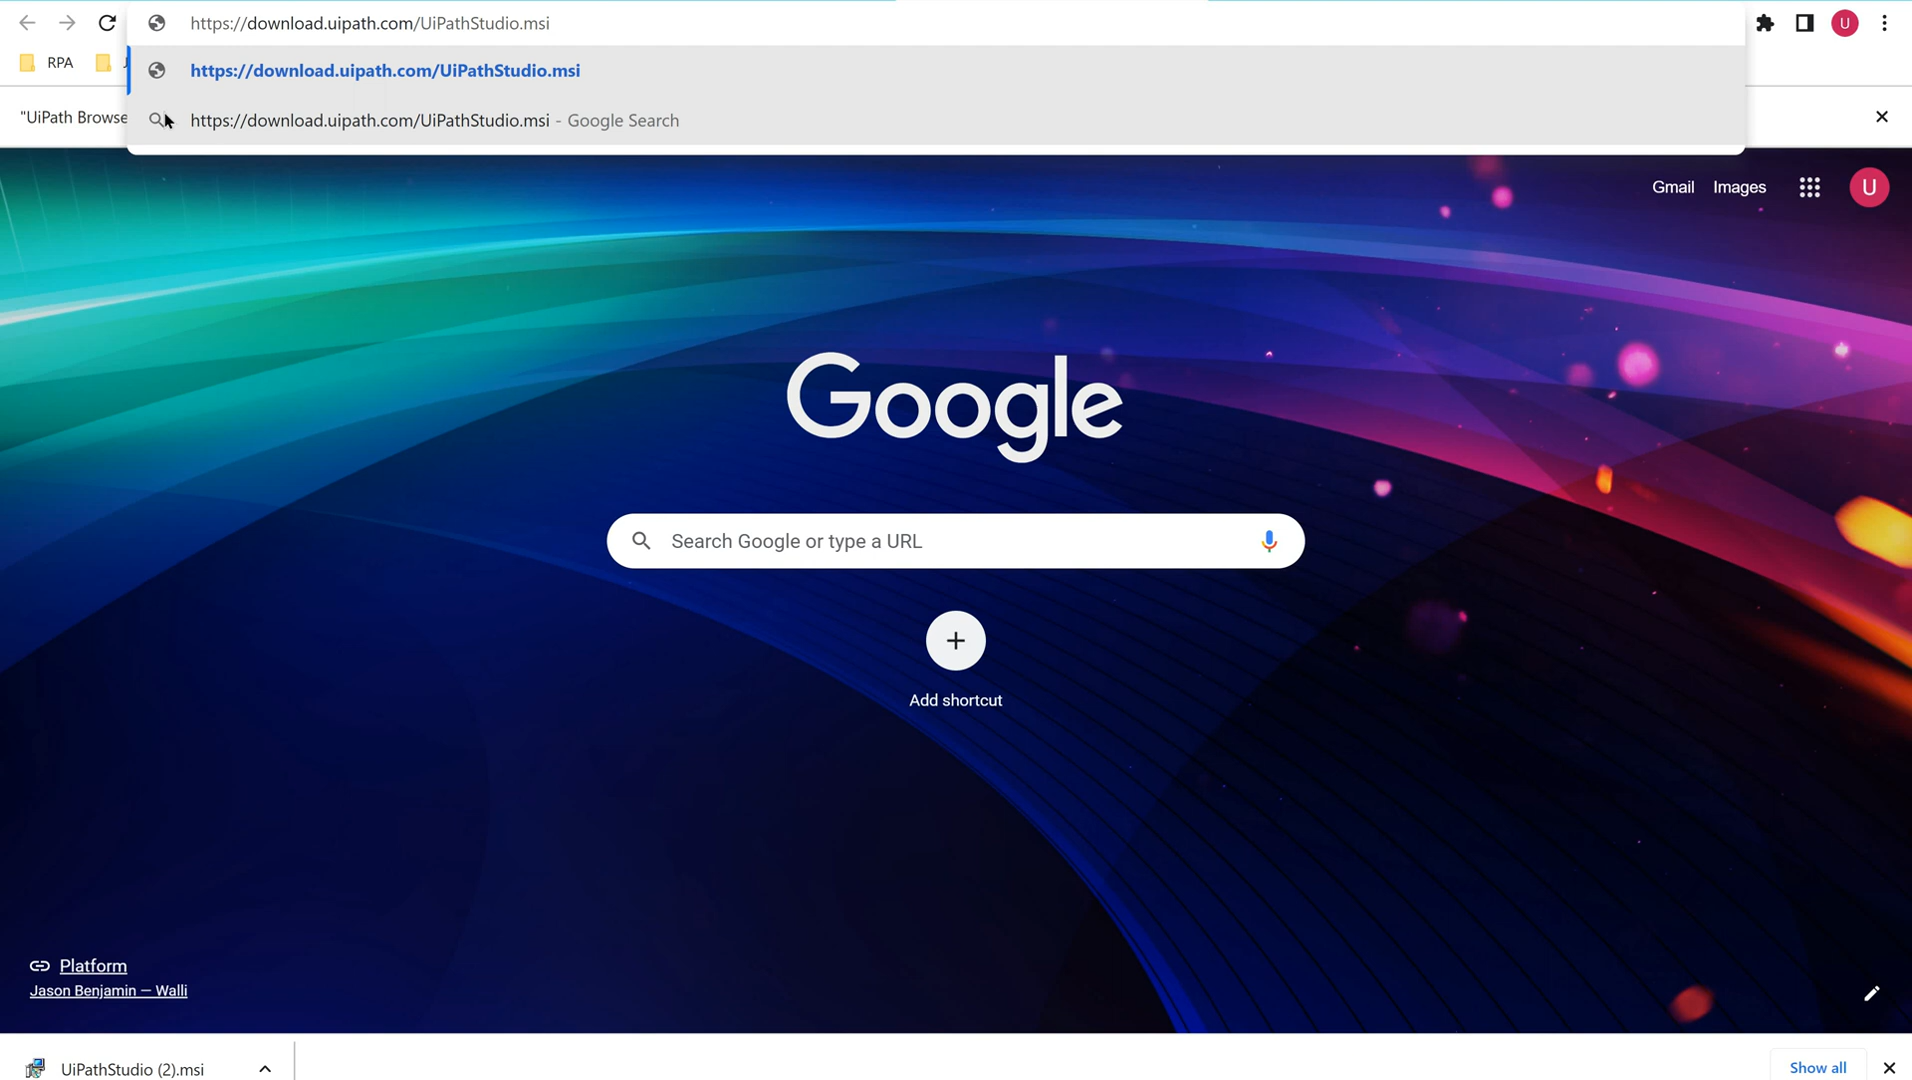 https://download.uipath.com/UiPathStudio.msi
U
RPA
https://download.uipath.com/UiPathStudio.msi
"UiPath Browse
https://download.uipath.com/UiPathStudio.msi - Google Search
Gmail Images
U
Google
Search Google or type a URL
Add shortcut
Platform
Jason Benjamin — Walli
UiPathStudio (2).msi
Show all